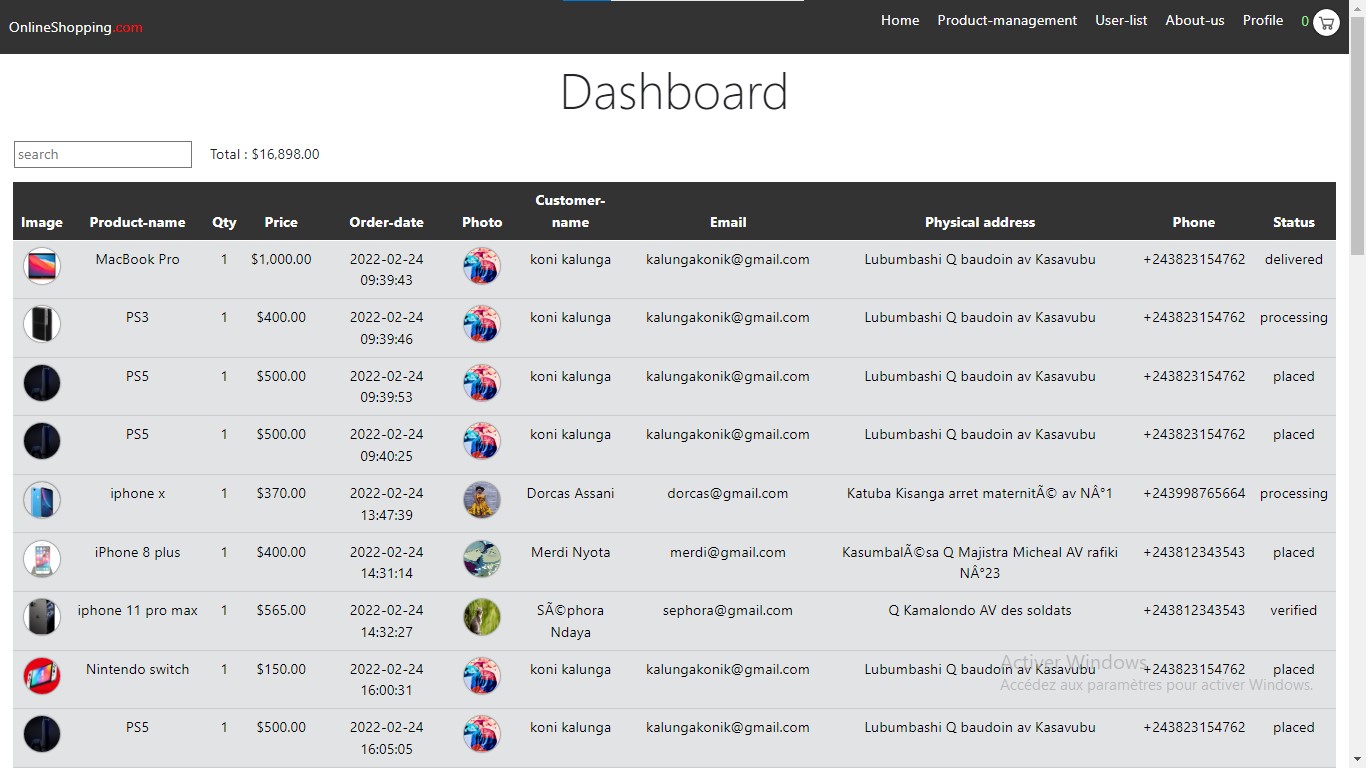 OnlineShopping.com Home Product-management User-list About-us Profile 0
Dashboard
search Total : $16,898.00
Image Product-name Qty Price Order-date Photo Customer-name Email Physical address Phone Status
MacBook Pro 1 $1,000.00 2022-02-24 09:39:43 koni kalunga kalungakonik@gmail.com Lubumbashi Q baudoin av Kasavubu +243823154762 delivered
PS3 1 $400.00 2022-02-24 09:39:46 koni kalunga kalungakonik@gmail.com Lubumbashi Q baudoin av Kasavubu +243823154762 processing
PS5 1 $500.00 2022-02-24 09:39:53 koni kalunga kalungakonik@gmail.com Lubumbashi Q baudoin av Kasavubu +243823154762 placed
PS5 1 $500.00 2022-02-24 09:40:25 koni kalunga kalungakonik@gmail.com Lubumbashi Q baudoin av Kasavubu +243823154762 placed
iphone x 1 $370.00 2022-02-24 13:47:39 Dorcas Assani dorcas@gmail.com Katuba Kisanga arret maternitÃ© av NÂ°1 +243998765664 processing
iPhone 8 plus 1 $400.00 2022-02-24 14:31:14 Merdi Nyota merdi@gmail.com KasumbalÃ©sa Q Majistra Micheal AV rafiki NÂ°23 +243812343543 placed
iphone 11 pro max 1 $565.00 2022-02-24 14:32:27 SÃ©phora Ndaya sephora@gmail.com Q Kamalondo AV des soldats +243812343543 verified
Nintendo switch 1 $150.00 2022-02-24 16:00:31 koni kalunga kalungakonik@gmail.com Lubumbashi Q baudoin av Kasavubu +243823154762 placed
Activer Windows
Accédez aux paramètres pour activer Windows.
PS5 1 $500.00 2022-02-24 16:05:05 koni kalunga kalungakonik@gmail.com Lubumbashi Q baudoin av Kasavubu +243823154762 placed